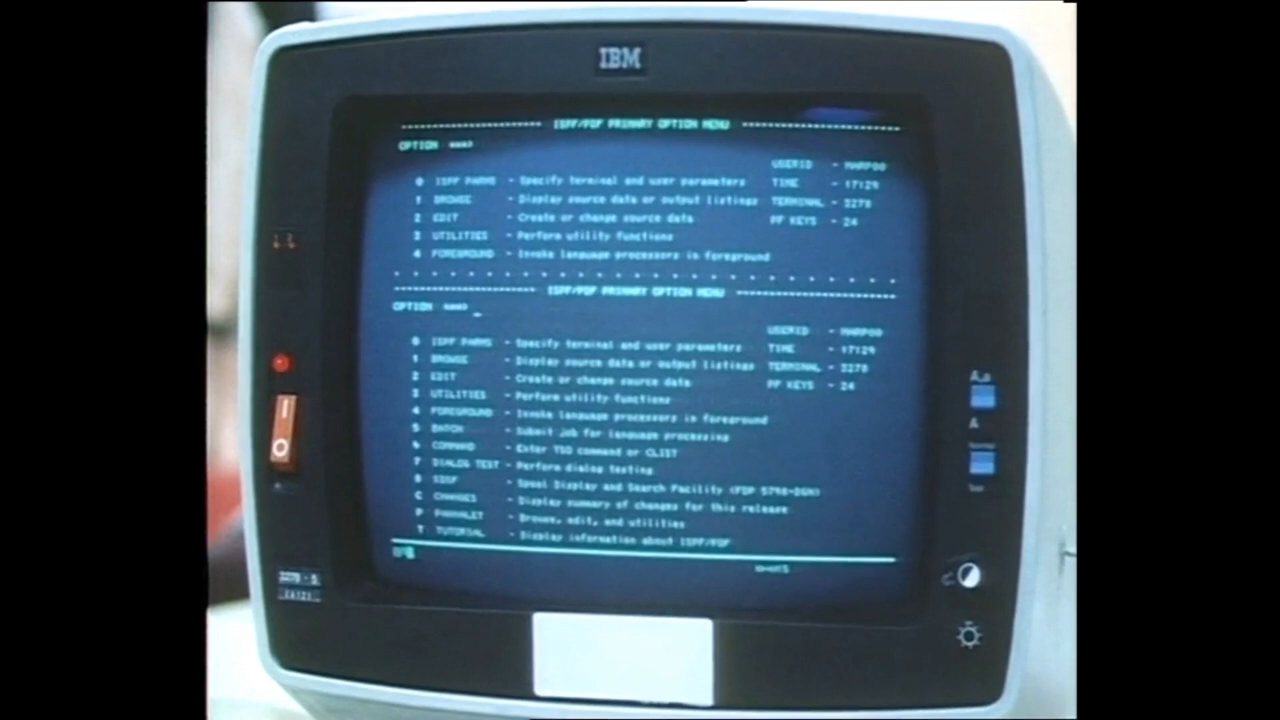 IBM
------------------------ ISPF/PDF PRIMARY OPTION MENU ------------------------
OPTION ===>
USERID -
0 ISPF PARMS - Specify terminal and user parameters TIME - 17:29
1 BROWSE - Display source data or output listings TERMINAL - 3278
2 EDIT - Create or change source data PF KEYS - 24
3 UTILITIES - Perform utility functions
4 FOREGROUND - Invoke language processors in foreground
. . . . . . . . . . . . . . . . . . . . . . . . . . . .
------------------------ ISPF/PDF PRIMARY OPTION MENU ------------------------
OPTION ===> _
USERID -
0 ISPF PARMS - Specify terminal and user parameters TIME - 17:29
1 BROWSE - Display source data or output listings TERMINAL - 3278
2 EDIT - Create or change source data PF KEYS - 24
3 UTILITIES - Perform utility functions
4 FOREGROUND - Invoke language processors in foreground
5 BATCH - Submit job for language processing
6 COMMAND - Enter TSO command or CLIST
7 DIALOG TEST - Perform dialog testing
8 SDSF - Spool Display and Search Facility
C CHANGES - Display summary of changes for this release
P PANVALET - Browse, edit, and utilities
T TUTORIAL - Display information about ISPF/PDF
A,a
A
Normal